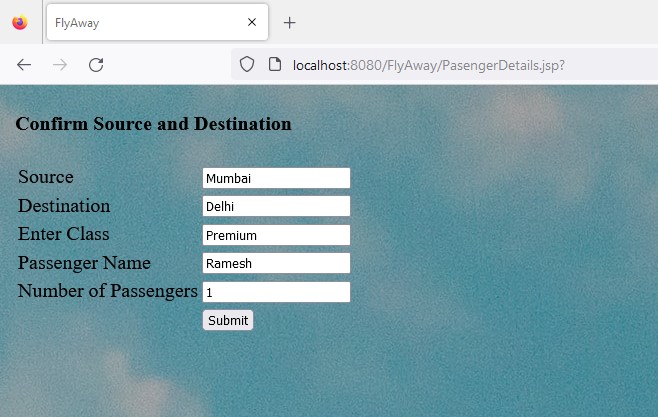 FlyAway
localhost:8080/FlyAway/PasengerDetails.jsp?
Confirm Source and Destination
Source Mumbai
Destination Delhi
Enter Class Premium
Passenger Name Ramesh
Number of Passengers 1
Submit